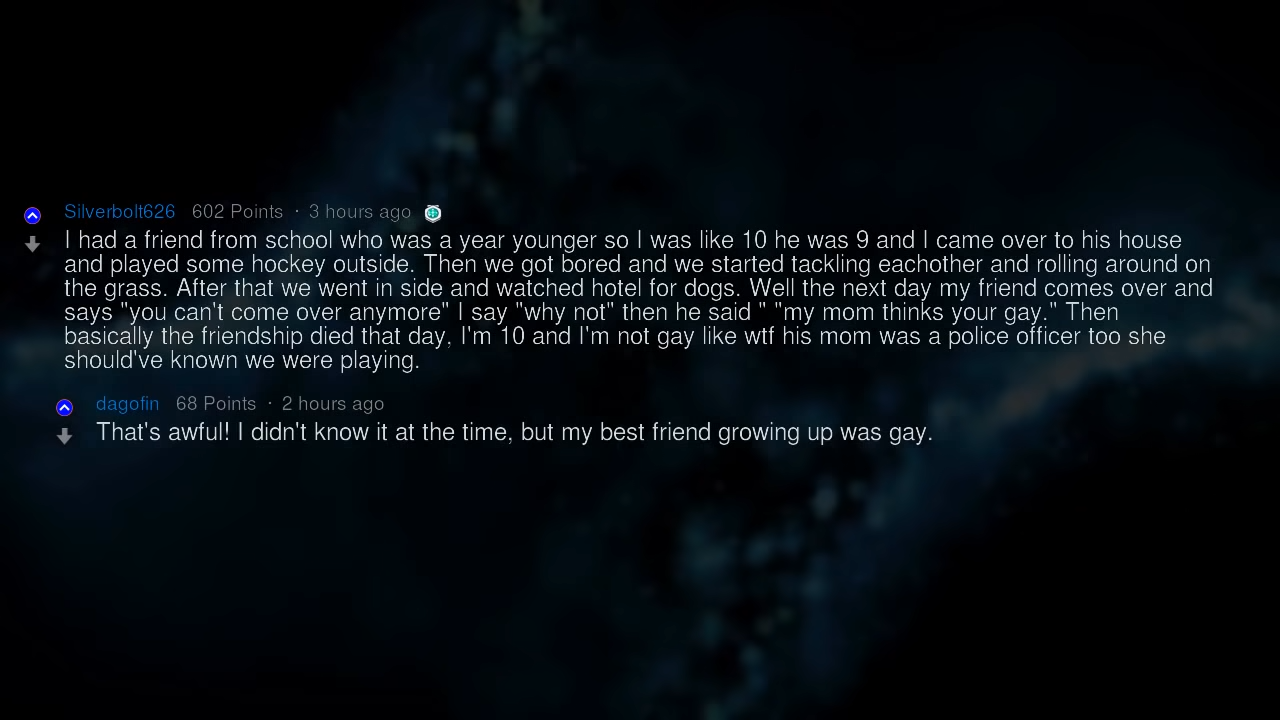 Silverbolt626 602 Points · 3 hours ago
I had a friend from school who was a year younger so I was like 10 he was 9 and I came over to his house
and played some hockey outside. Then we got bored and we started tackling eachother and rolling around on
the grass. After that we went in side and watched hotel for dogs. Well the next day my friend comes over and
says "you can't come over anymore" I say "why not" then he said " "my mom thinks your gay." Then
basically the friendship died that day, I'm 10 and I'm not gay like wtf his mom was a police officer too she
should've known we were playing.
dagofin 68 Points · 2 hours ago
That's awful! I didn't know it at the time, but my best friend growing up was gay.